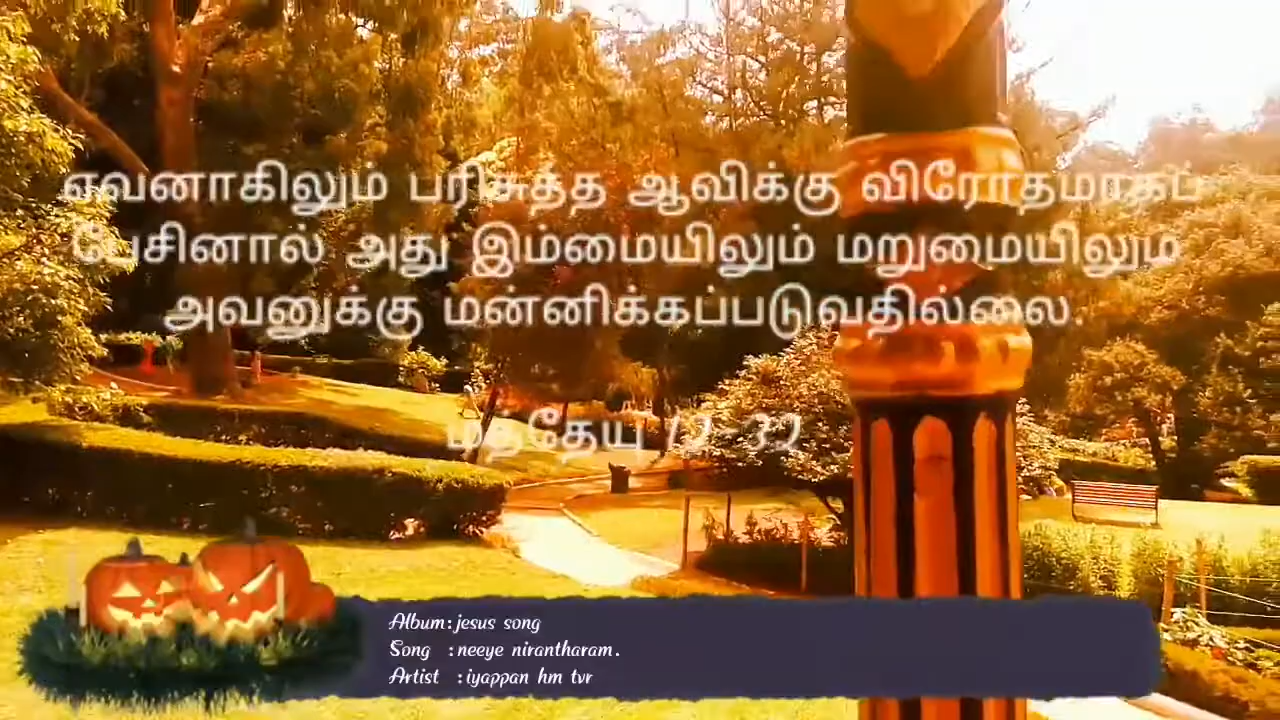 எவனாகிலும் பரிசுத்த ஆவிக்கு விரோதமாகப்
பேசினால் அது இம்மையிலும் மறுமையிலும்
அவனுக்கு மன்னிக்கப்படுவதில்லை.
மத்தேயு 12-32
Album:jesus song
Song :neeye nirantharam.
Artist :iyappan hm tvr